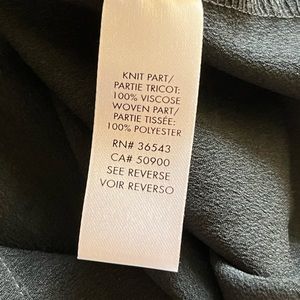 KNIT PART/
PARTIE TRICOT:
100% VISCOSE
WOVEN PART/
PARTIE TISSÉE:
100% POLYESTER
RN# 36543
CA# 50900
SEE REVERSE
VOIR REVERSO